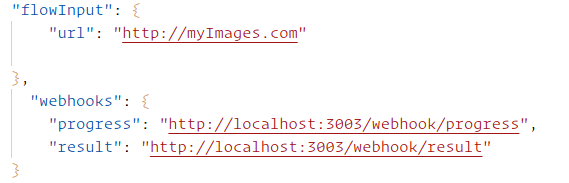 "flowInput": {
"url": "http://myImages.com"
},
"webhooks": {
"progress": "http://localhost:3003/webhook/progress",
"result": "http://localhost:3003/webhook/result"
}